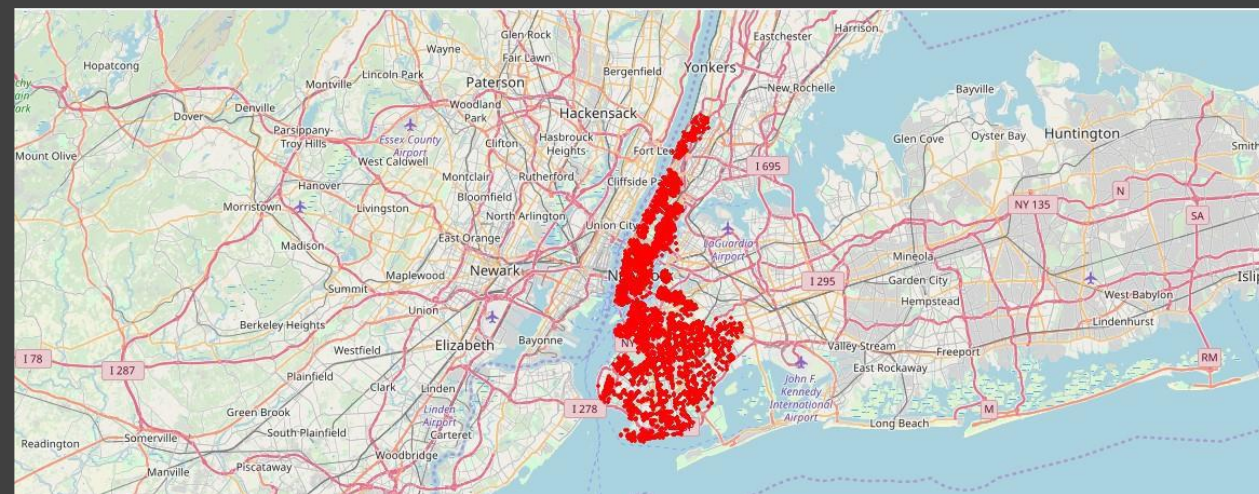 Harrison
Glen Rock
Eastchester
Wayne
Fair Lawn
Hopatcong
Lincoln Park
Bergenfield
Yonkers
Montville
Paterson
New Rochelle
Bayville
Denville
Woodland
Park
Hackensack
Dover
Parsippany-
Troy Hills
Essex County
Airport
Clifton
Hasbrouck
Heights
Fort Lee
Glen Cove
Oyster Bay
Huntington
Mount Olive
West Caldwell
I 695
Hanover
Montclair
Rutherford
Cliffside
Bloomfield
N
Morristown
Livingston
North Arlington
Union City
NY 135
SA
East Orange
LaGuardia
Airport
Madison
Mineola
Maplewood
Newark
I 295
Garden City
Summit
Hempstead
West Babylon
Union
Lindenhurst
Berkeley Heights
Elizabeth
Bayonne
NY
Valley Stream
Freeport
I 78
Westfield
East Rockaway
RM
I 287
Plainfield
Clark
Linden
John F.
Kennedy
International
Airport
Green Brook
Linden
Airport
I 278
M
Long Beach
South Plainfield
Carteret
Readington
Somerville
Woodbridge
Manville
Piscataway